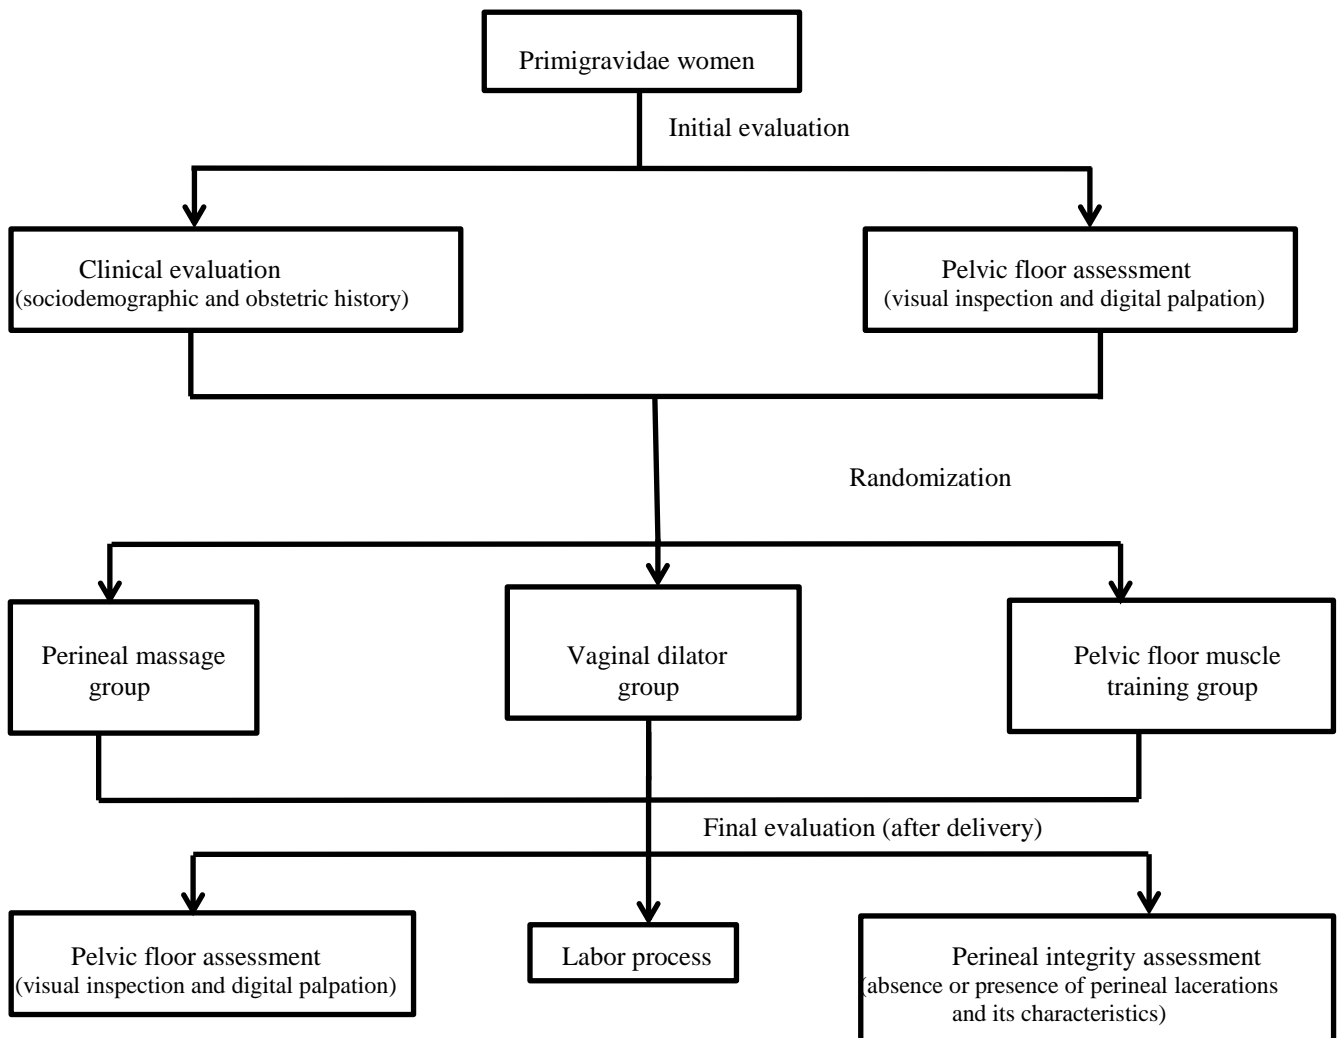 Primigravidae women
Initial evaluation
Clinical evaluation
(sociodemographic and obstetric history)
Pelvic floor assessment
(visual inspection and digital palpation)
Randomization
Perineal massage
group
Vaginal dilator
group
Pelvic floor muscle
training group
Final evaluation (after delivery)
Pelvic floor assessment
(visual inspection and digital palpation)
Labor process
Perineal integrity assessment
(absence or presence of perineal lacerations
and its characteristics)